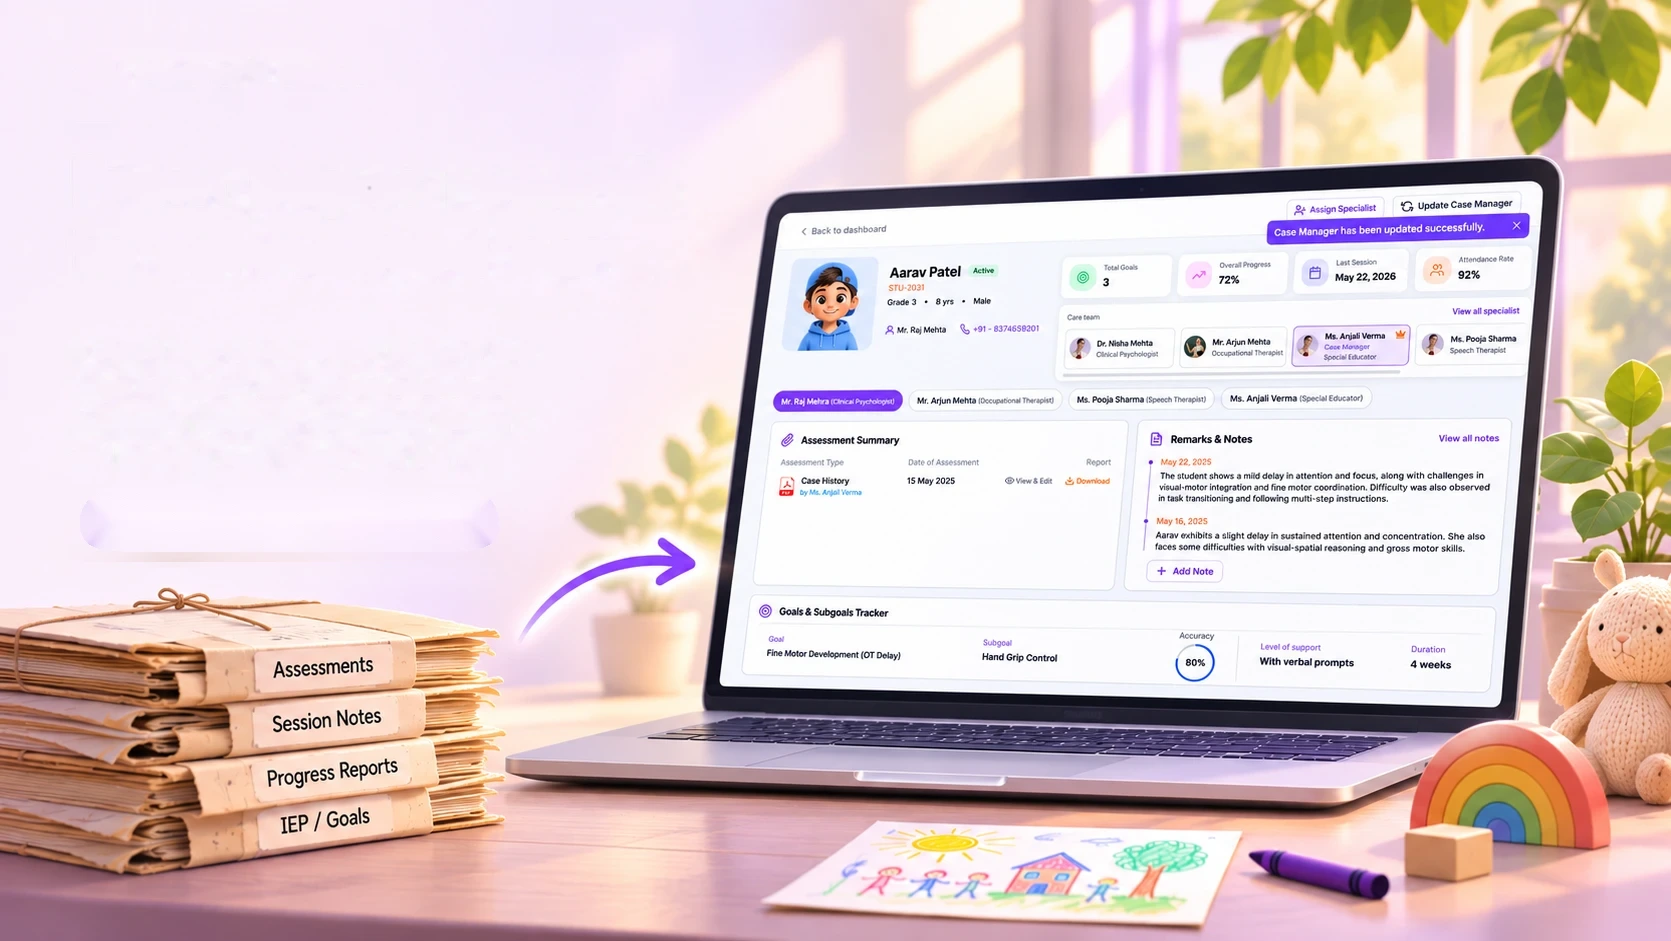 Assessments
Session Notes
Progress Reports
IEP / Goals
Assign Specialist
Update Case Manager
Back to dashboard
Case Manager has been updated successfully.
Aarav Patel
Active
STU-2031
Grade 3 • 8 yrs • Male
Mr. Raj Mehta
+91 - 8374659201
Total Goals
3
Overall Progress
72%
Last Session
May 22, 2026
Attendance Rate
92%
Care team
View all specialist
Dr. Nisha Mehta
Clinical Psychologist
Mr. Arjun Mehta
Occupational Therapist
Ms. Anjali Verma
Case Manager
Special Educator
Ms. Pooja Sharma
Speech Therapist
Mr. Raj Mehra (Clinical Psychologist)
Mr. Arjun Mehta (Occupational Therapist)
Ms. Pooja Sharma (Speech Therapist)
Ms. Anjali Verma (Special Educator)
Assessment Summary
Assessment Type
Date of Assessment
Report
PDF
Case History
by Ms. Anjali Verma
15 May 2025
View & Edit
Download
Remarks & Notes
View all notes
May 22, 2025
The student shows a mild delay in attention and focus, along with challenges in
visual-motor integration and fine motor coordination. Difficulty was also observed
in task transitioning and following multi-step instructions.
May 16, 2025
Aarav exhibits a slight delay in sustained attention and concentration. She also
faces some difficulties with visual-spatial reasoning and gross motor skills.
+ Add Note
Goals & Subgoals Tracker
Goal
Fine Motor Development (OT Delay)
Subgoal
Hand Grip Control
Accuracy
80%
Level of support
With verbal prompts
Duration
4 weeks